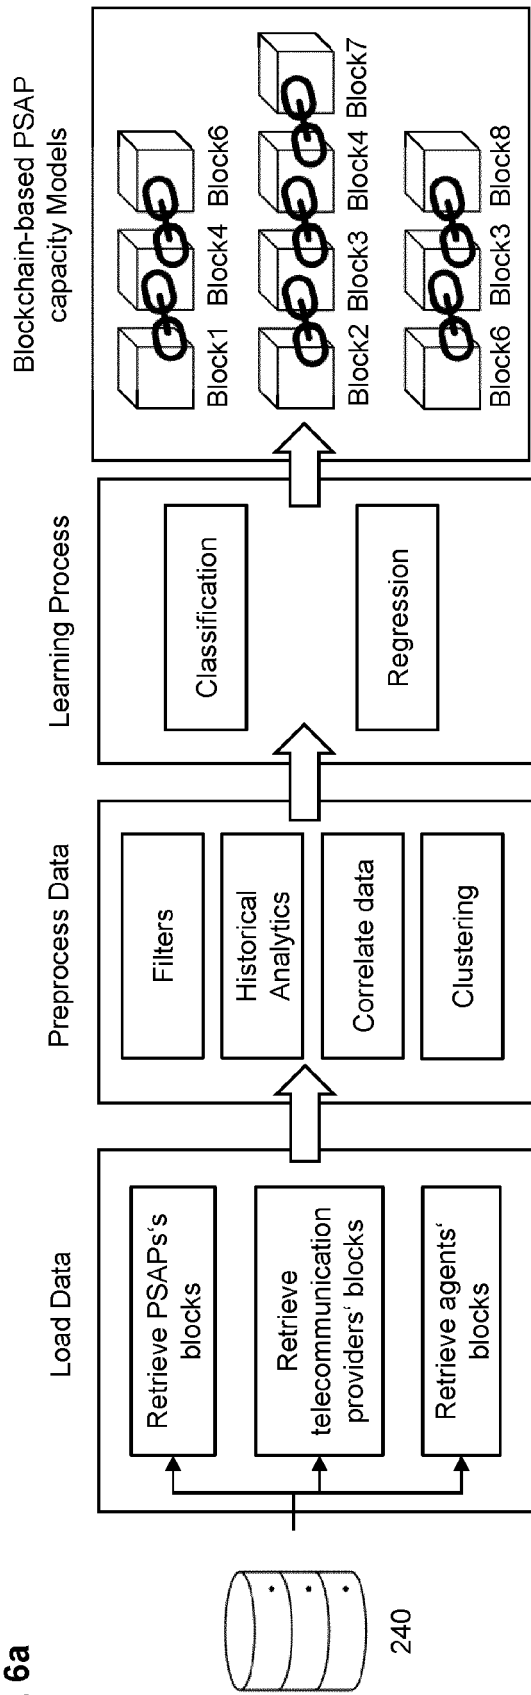 6a
240
Load Data
Retrieve PSAPs's
blocks
Retrieve
telecommunication
providers' blocks
Retrieve agents'
blocks
Preprocess Data
Filters
Historical
Analytics
Correlate data
Clustering
Learning Process
Classification
Regression
Blockchain-based PSAP
capacity Models
Block1 Block4 Block6
Block2 Block3 Block4 Block7
Block6 Block3 Block8